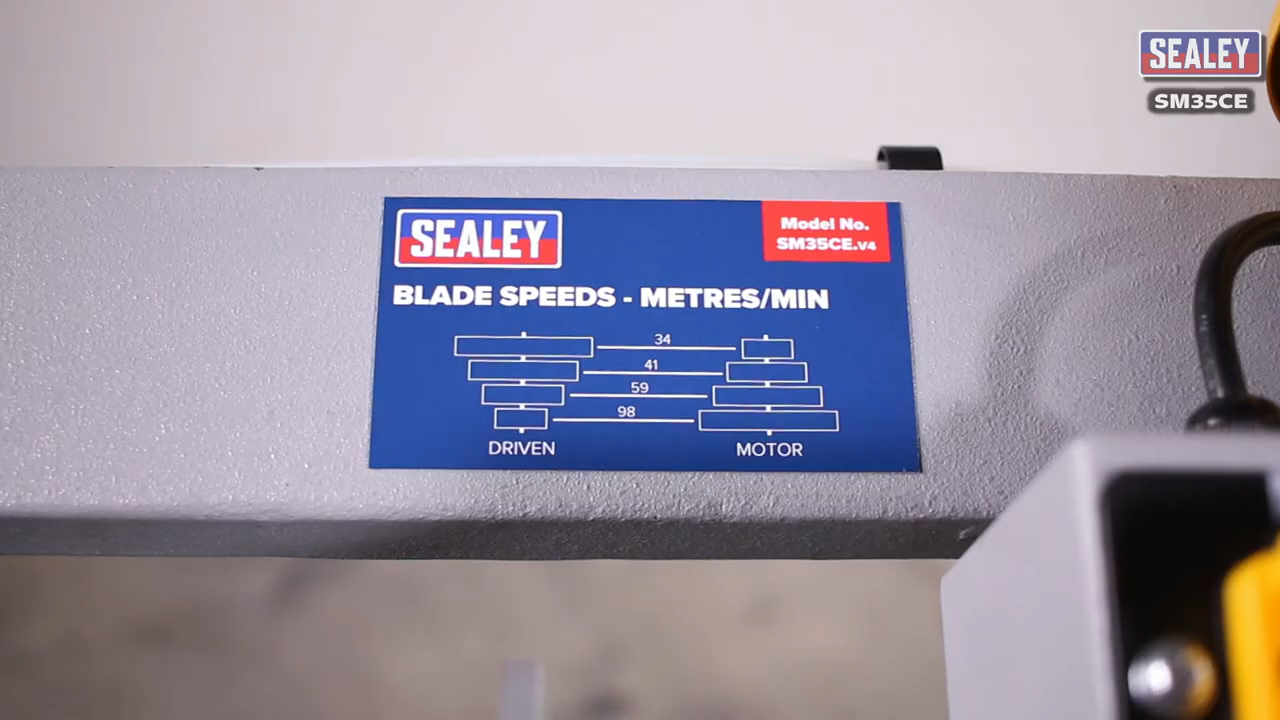 SEALEY
SM35CE
SEALEY
Model No.
SM35CE.V4
BLADE SPEEDS - METRES/MIN
34
41
59
98
DRIVEN
MOTOR